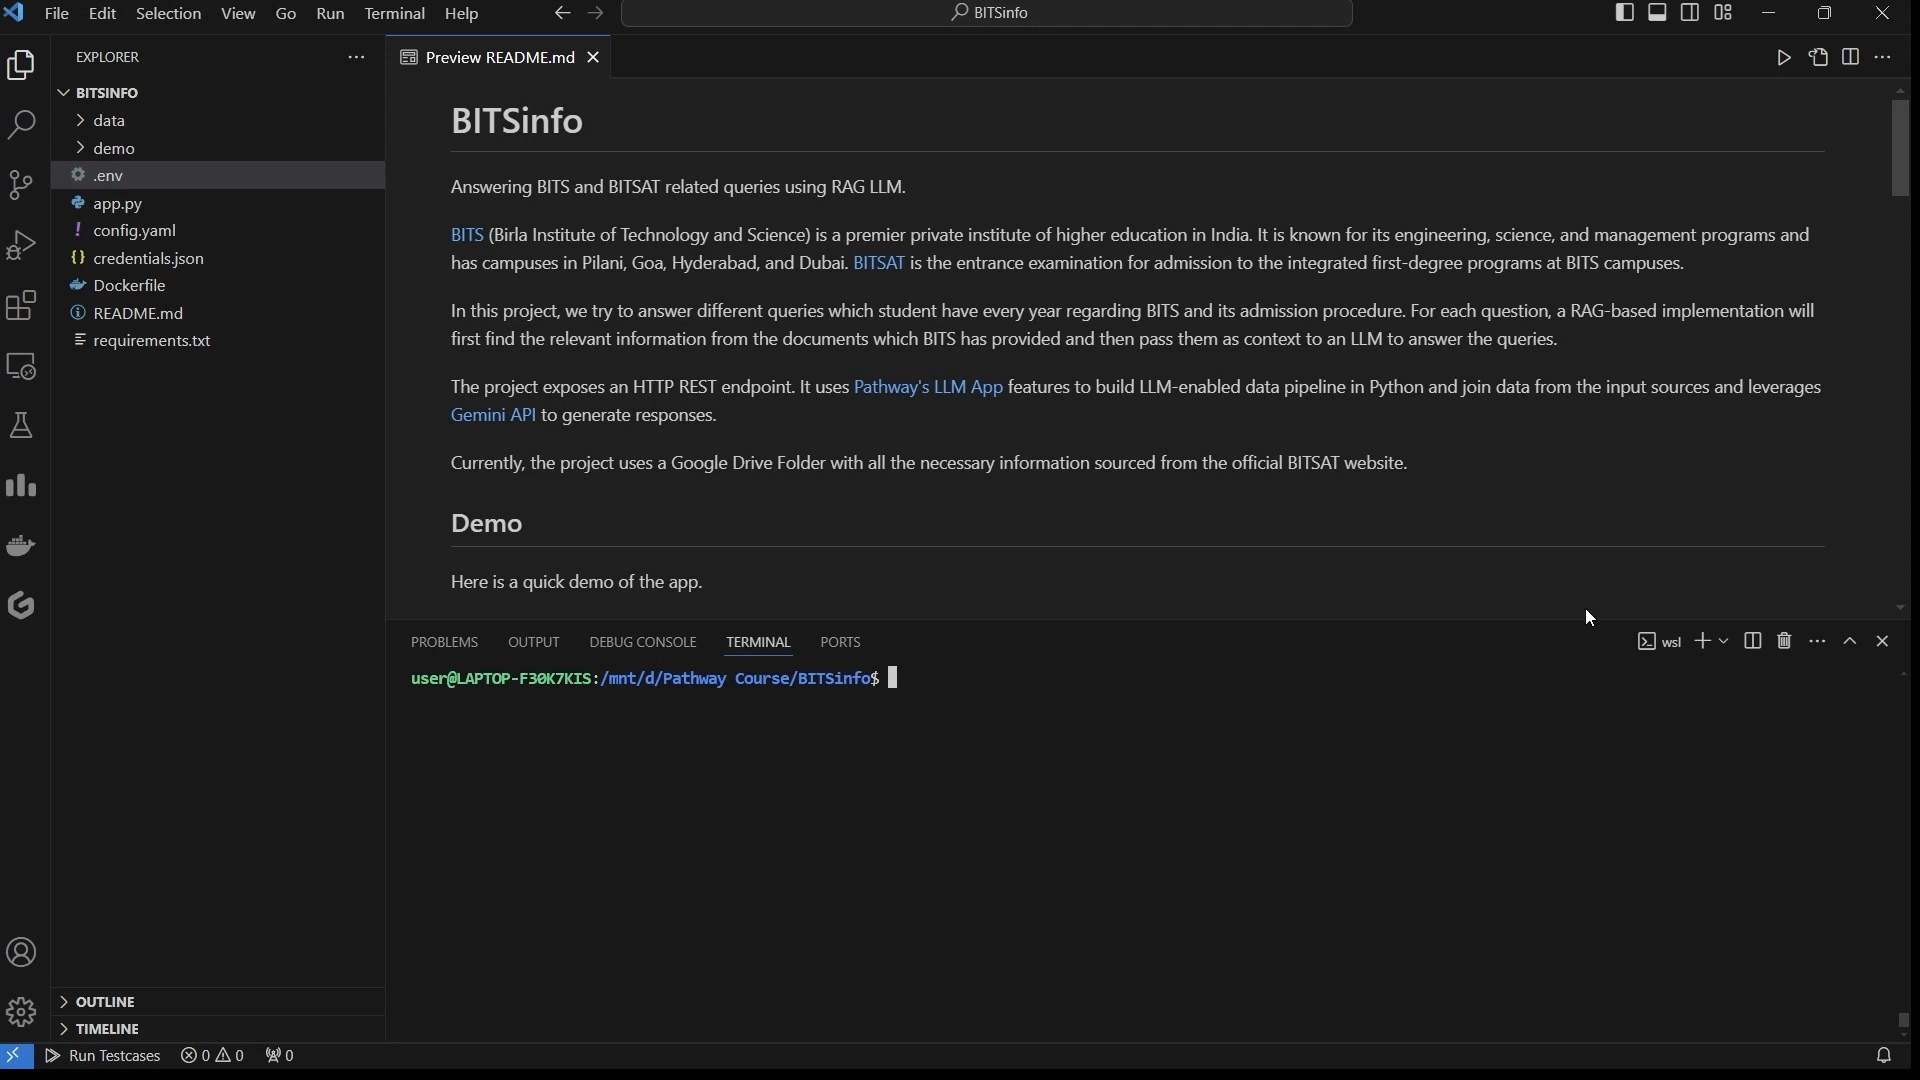 File Edit Selection View Go Run Terminal Help
BITSinfo
EXPLORER
Preview README.md
BITSINFO
data
demo
.env
app.py
config.yaml
credentials.json
Dockerfile
README.md
requirements.txt
BITSinfo
Answering BITS and BITSAT related queries using RAG LLM.
BITS (Birla Institute of Technology and Science) is a premier private institute of higher education in India. It is known for its engineering, science, and management programs and
has campuses in Pilani, Goa, Hyderabad, and Dubai. BITSAT is the entrance examination for admission to the integrated first-degree programs at BITS campuses.
In this project, we try to answer different queries which student have every year regarding BITS and its admission procedure. For each question, a RAG-based implementation will
first find the relevant information from the documents which BITS has provided and then pass them as context to an LLM to answer the queries.
The project exposes an HTTP REST endpoint. It uses Pathway's LLM App features to build LLM-enabled data pipeline in Python and join data from the input sources and leverages
Gemini API to generate responses.
Currently, the project uses a Google Drive Folder with all the necessary information sourced from the official BITSAT website.
Demo
Here is a quick demo of the app.
PROBLEMS OUTPUT DEBUG CONSOLE TERMINAL PORTS
wsl
user@LAPTOP-F30K7KIS:/mnt/d/Pathway Course/BITSinfo$
OUTLINE
TIMELINE
Run Testcases 0 0 0